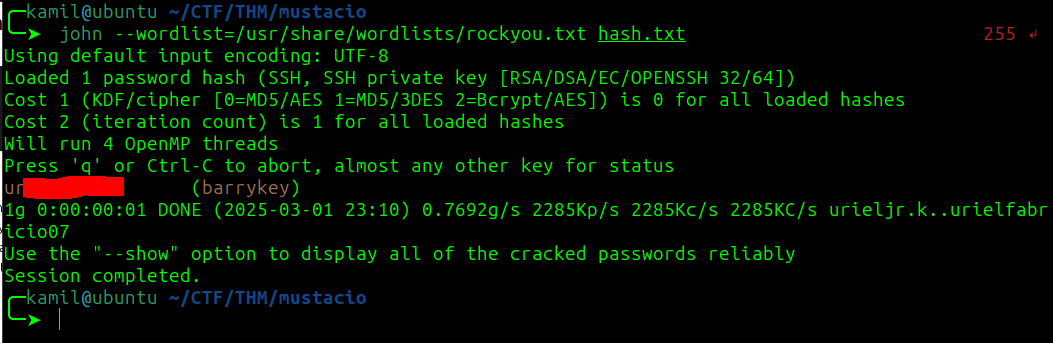 kamil@ubuntu ~/CTF/THM/mustacio
➤ john --wordlist=/usr/share/wordlists/rockyou.txt hash.txt 255 ↲
Using default input encoding: UTF-8
Loaded 1 password hash (SSH, SSH private key [RSA/DSA/EC/OPENSSH 32/64])
Cost 1 (KDF/cipher [0=MD5/AES 1=MD5/3DES 2=Bcrypt/AES]) is 0 for all loaded hashes
Cost 2 (iteration count) is 1 for all loaded hashes
Will run 4 OpenMP threads
Press 'q' or Ctrl-C to abort, almost any other key for status
(barrykey)
1g 0:00:00:01 DONE (2025-03-01 23:10) 0.7692g/s 2285Kp/s 2285Kc/s 2285KC/s urieljr.k..urielfabr
icio07
Use the "--show" option to display all of the cracked passwords reliably
Session completed.
kamil@ubuntu ~/CTF/THM/mustacio
➤